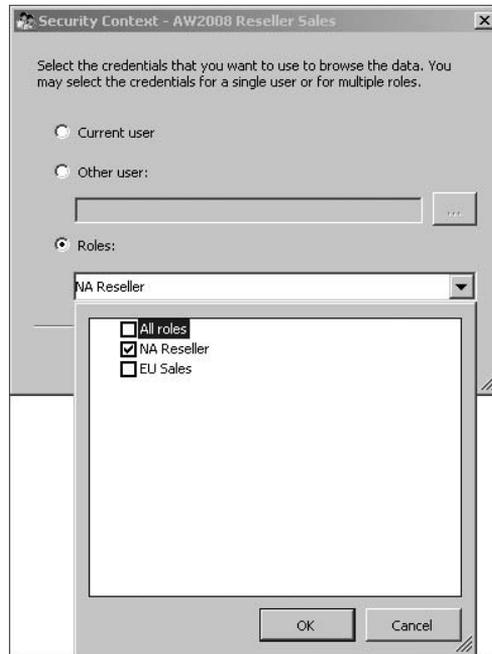 Security Context - AW2008 Reseller Sales
Select the credentials that you want to use to browse the data. You
may select the credentials for a single user or for multiple roles.
Current user
Other user:
...
Roles:
NA Reseller
All roles
NA Reseller
EU Sales
OK
Cancel